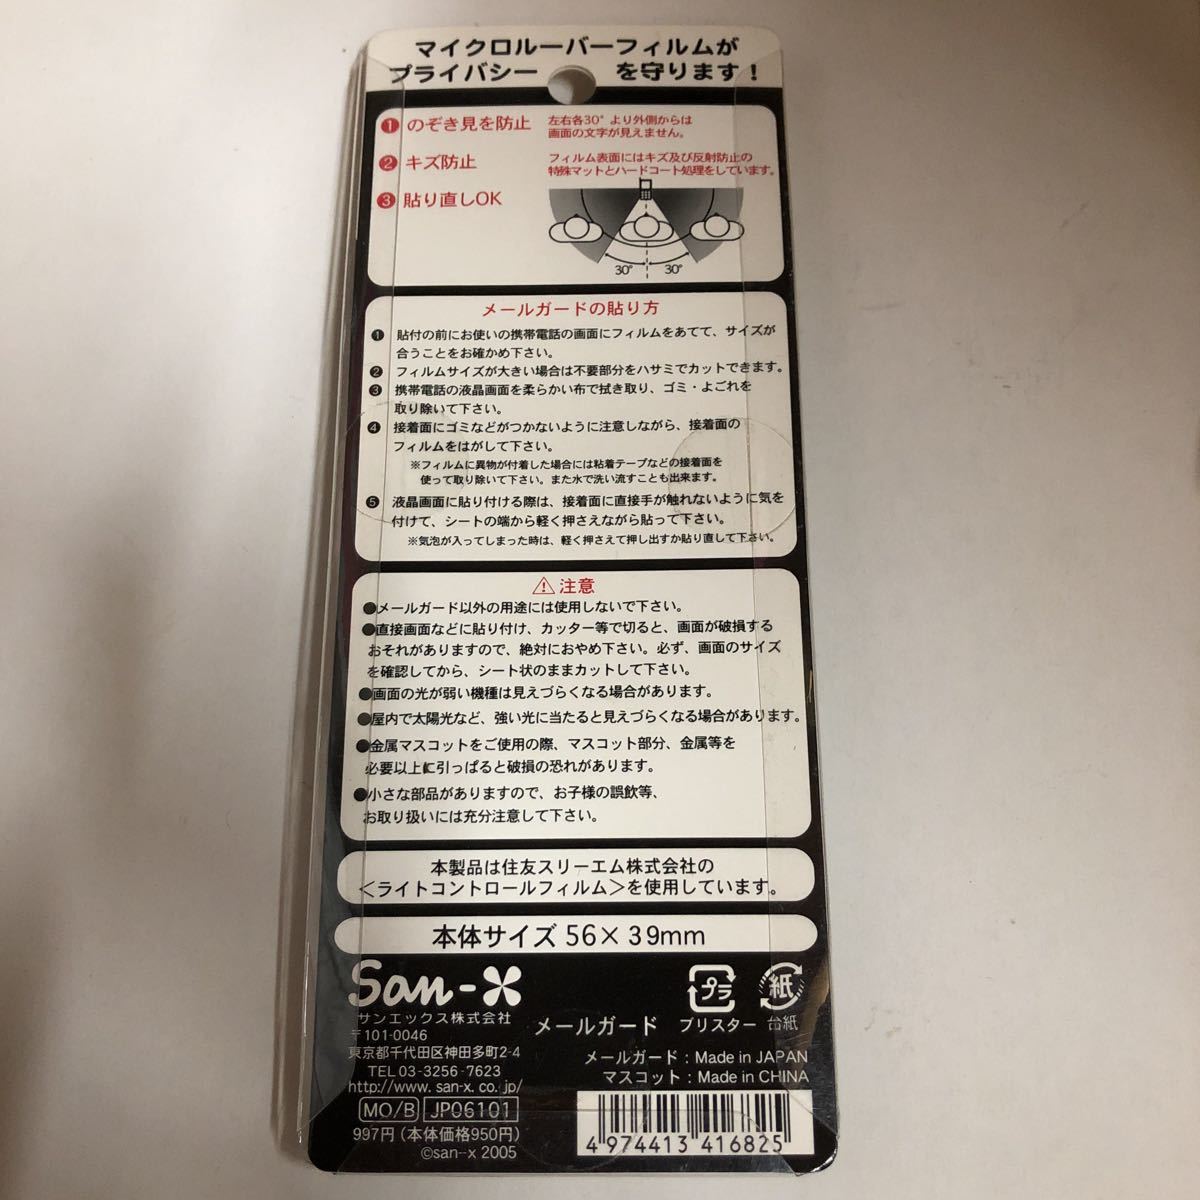 マイクロルーバーフィルムが
プライバシー を守ります!
① のぞき見を防止
左右各30°より外側からは
画面の文字が見えません。
② キズ防止
フィルム表面にはキズ及び反射防止の
特殊マットとハードコート処理をしています。
③ 貼り直しOK
30° 30°
メールガードの貼り方
❶ 貼付の前にお使いの携帯電話の画面にフィルムをあてて、サイズが
合うことをお確かめ下さい。
❷ フィルムサイズが大きい場合は不要部分をハサミでカットできます。
❸ 携帯電話の液晶画面を柔らかい布で拭き取り、ゴミ・よごれを
取り除いて下さい。
❹ 接着面にゴミなどがつかないように注意しながら、接着面の
フィルムをはがして下さい。
※フィルムに異物が付着した場合には粘着テープなどの接着面を
使って取り除いて下さい。また水で洗い流すことも出来ます。
❺ 液晶画面に貼り付ける際は、接着面に直接手が触れないように気を
付けて、シートの端から軽く押さえながら貼って下さい。
※気泡が入ってしまった時は、軽く押さえて押し出すか貼り直して下さい。
⚠注意
●メールガード以外の用途には使用しないで下さい。
●直接画面などに貼り付け、カッター等で切ると、画面が破損する
おそれがありますので、絶対におやめ下さい。必ず、画面のサイズ
を確認してから、シート状のままカットして下さい。
●画面の光が弱い機種は見えづらくなる場合があります。
●屋内で太陽光など、強い光に当たると見えづらくなる場合があります。
●金属マスコットをご使用の際、マスコット部分、金属等を
必要以上に引っぱると破損の恐れがあります。
●小さな部品がありますので、お子様の誤飲等、
お取り扱いには充分注意して下さい。
本製品は住友スリーエム株式会社の
<ライトコントロールフィルム>を使用しています。
本体サイズ 56×39mm
San-X
サンエックス株式会社
〒101-0046
東京都千代田区神田多町2-4
TEL 03-3256-7623
http://www.san-x.co.jp/
MO/B JP06101
997円(本体価格950円)
©san-x 2005
メールガード
プラ
ブリスター
紙
台紙
メールガード:Made in JAPAN
マスコット:Made in CHINA
4 974413 416825